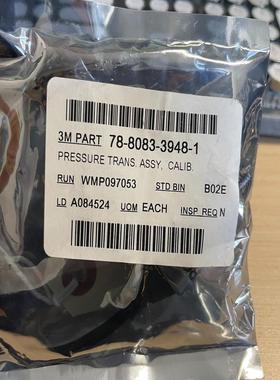 3M PART 78-8083-3948-1
PRESSURE TRANS. ASSY, CALIB.
RUN WMP097053 STD BIN B02E
LD A084524 UOM EACH INSP REQ N